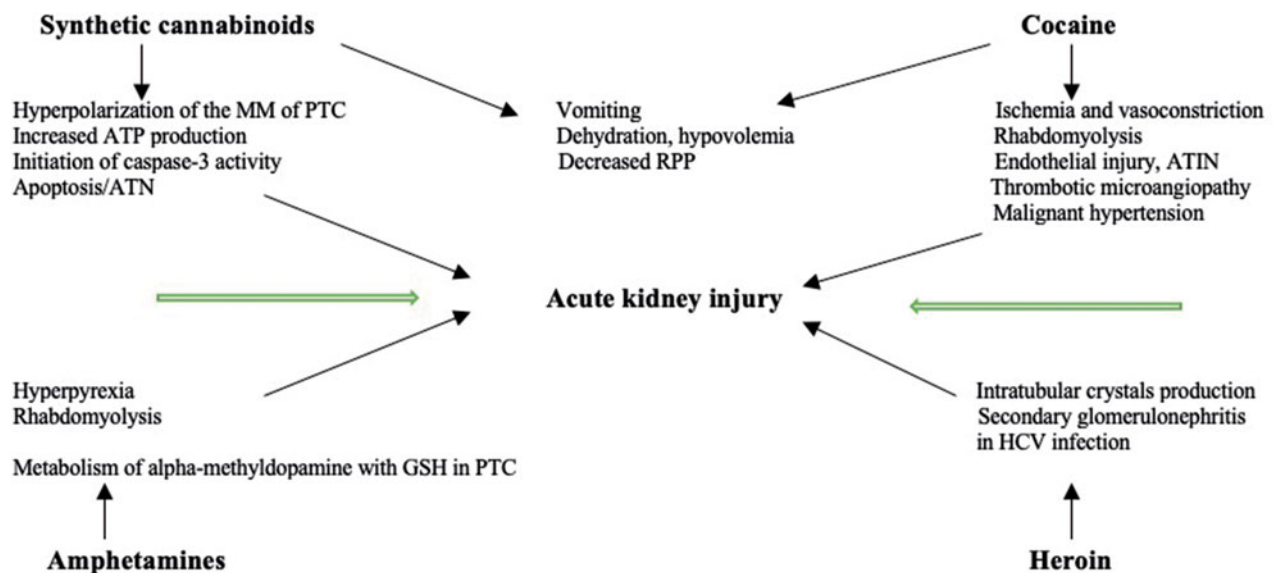 Synthetic cannabinoids
Cocaine
Hyperpolarization of the MM of PTC
Increased ATP production
Initiation of caspase-3 activity
Apoptosis/ATN
Vomiting
Dehydration, hypovolemia
Decreased RPP
Ischemia and vasoconstriction
Rhabdomyolysis
Endothelial injury, ATIN
Thrombotic microangiopathy
Malignant hypertension
Acute kidney injury
Hyperpyrexia
Rhabdomyolysis
Metabolism of alpha-methyldopamine with GSH in PTC
Intratubular crystals production
Secondary glomerulonephritis
in HCV infection
Amphetamines
Heroin